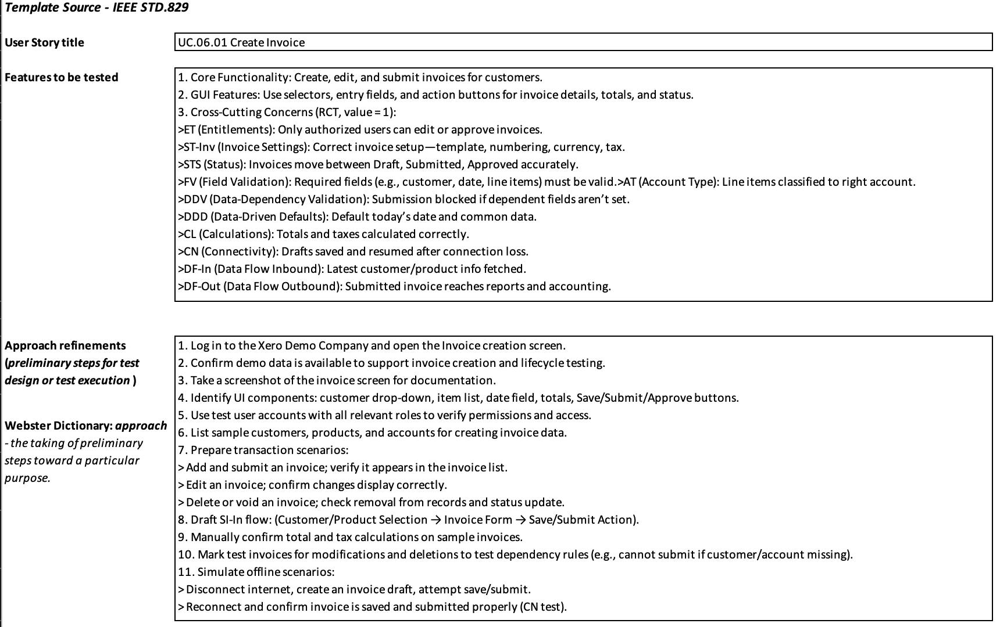 Template Source - IEEE STD.829
User Story title
UC.06.01 Create Invoice
Features to be tested
1. Core Functionality: Create, edit, and submit invoices for customers.
2. GUI Features: Use selectors, entry fields, and action buttons for invoice details, totals, and status.
3. Cross-Cutting Concerns (RCT, value = 1):
>ET (Entitlements): Only authorized users can edit or approve invoices.
>ST-Inv (Invoice Settings): Correct invoice setup—template, numbering, currency, tax.
>STS (Status): Invoices move between Draft, Submitted, Approved accurately.
>FV (Field Validation): Required fields (e.g., customer, date, line items) must be valid.>AT (Account Type): Line items classified to right account.
>DDV (Data-Dependency Validation): Submission blocked if dependent fields aren’t set.
>DDD (Data-Driven Defaults): Default today’s date and common data.
>CL (Calculations): Totals and taxes calculated correctly.
>CN (Connectivity): Drafts saved and resumed after connection loss.
>DF-In (Data Flow Inbound): Latest customer/product info fetched.
>DF-Out (Data Flow Outbound): Submitted invoice reaches reports and accounting.
Approach refinements
(preliminary steps for test
design or test execution )
Webster Dictionary: approach
- the taking of preliminary
steps toward a particular
purpose.
1. Log in to the Xero Demo Company and open the Invoice creation screen.
2. Confirm demo data is available to support invoice creation and lifecycle testing.
3. Take a screenshot of the invoice screen for documentation.
4. Identify UI components: customer drop-down, item list, date field, totals, Save/Submit/Approve buttons.
5. Use test user accounts with all relevant roles to verify permissions and access.
6. List sample customers, products, and accounts for creating invoice data.
7. Prepare transaction scenarios:
> Add and submit an invoice; verify it appears in the invoice list.
> Edit an invoice; confirm changes display correctly.
> Delete or void an invoice; check removal from records and status update.
8. Draft SI-In flow: (Customer/Product Selection → Invoice Form → Save/Submit Action).
9. Manually confirm total and tax calculations on sample invoices.
10. Mark test invoices for modifications and deletions to test dependency rules (e.g., cannot submit if customer/account missing).
11. Simulate offline scenarios:
> Disconnect internet, create an invoice draft, attempt save/submit.
> Reconnect and confirm invoice is saved and submitted properly (CN test).